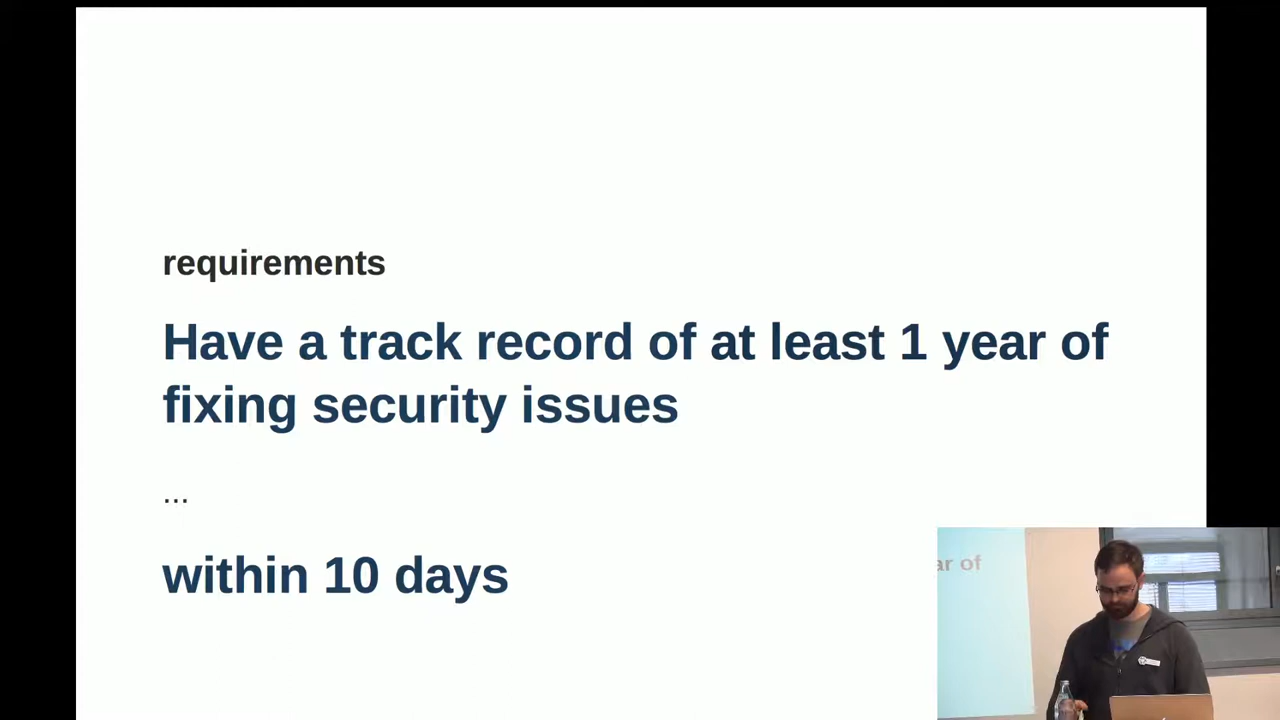 requirements
Have a track record of at least 1 year of
fixing security issues
...
within 10 days
ar of